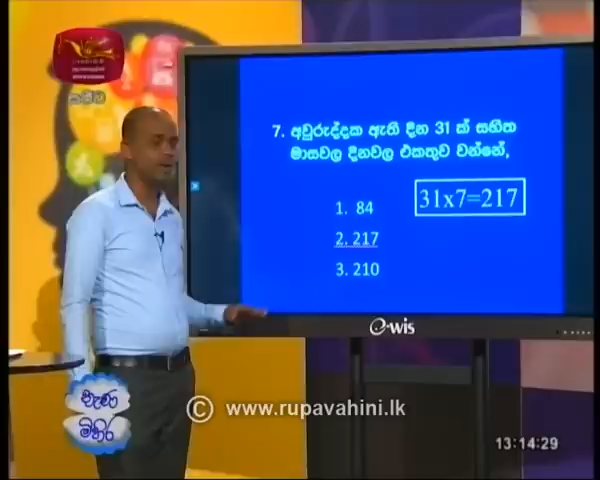 7. අවුරුද්දක ඇති දින 31 ක් සහිත
මාසවල දිනවල එකතුව වන්නේ,
31x7=217
1. 84
2. 217
3. 210
e-wis
නැණ
මිහිර
© www.rupavahini.lk
13:14:29